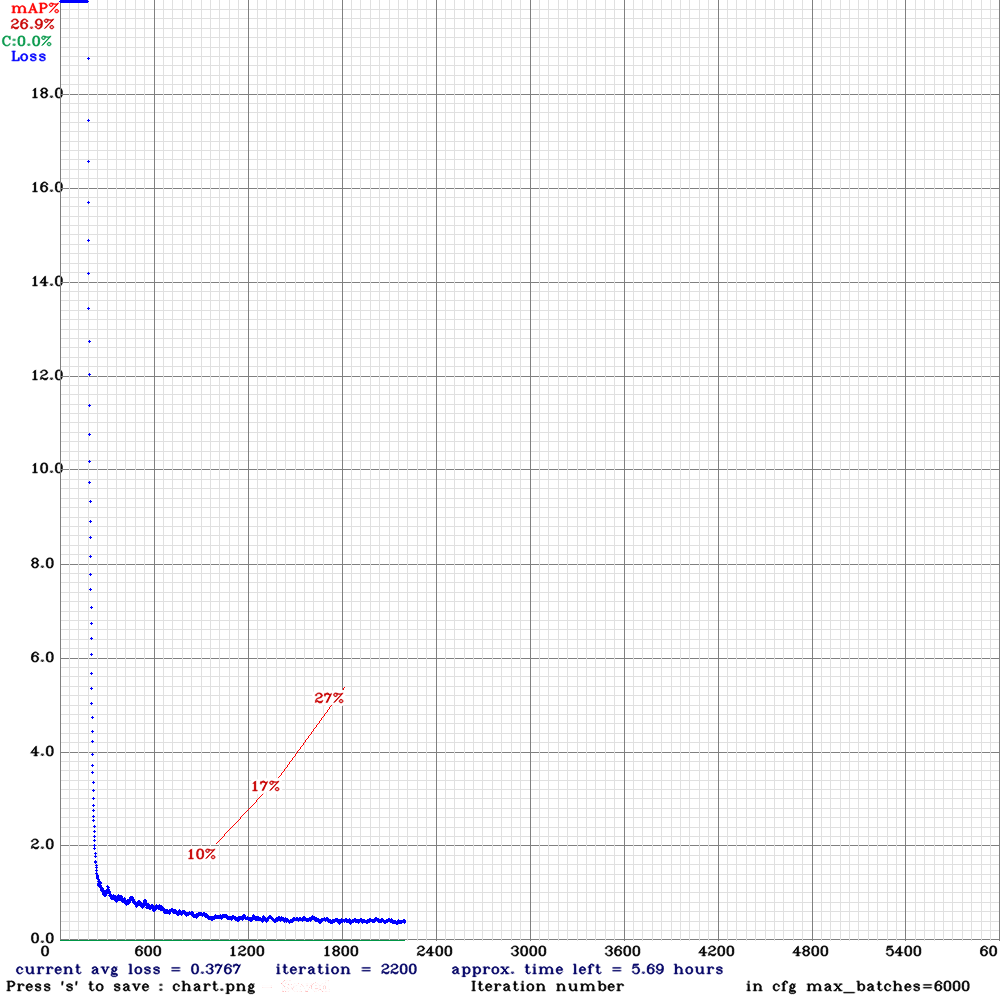 mAP%
26.9%
C:0.0%
Loss
18.0
16.0
14.0
12.0
10.0
8.0
6.0
27%
4.0
17%
2.0
10%
0.0
0 600 1200 1800 2400 3000 3600 4200 4800 5400 60
current avg loss = 0.3767 iteration = 2200 approx. time left = 5.69 hours
Press 's' to save : chart.png Iteration number in cfg max_batches=6000